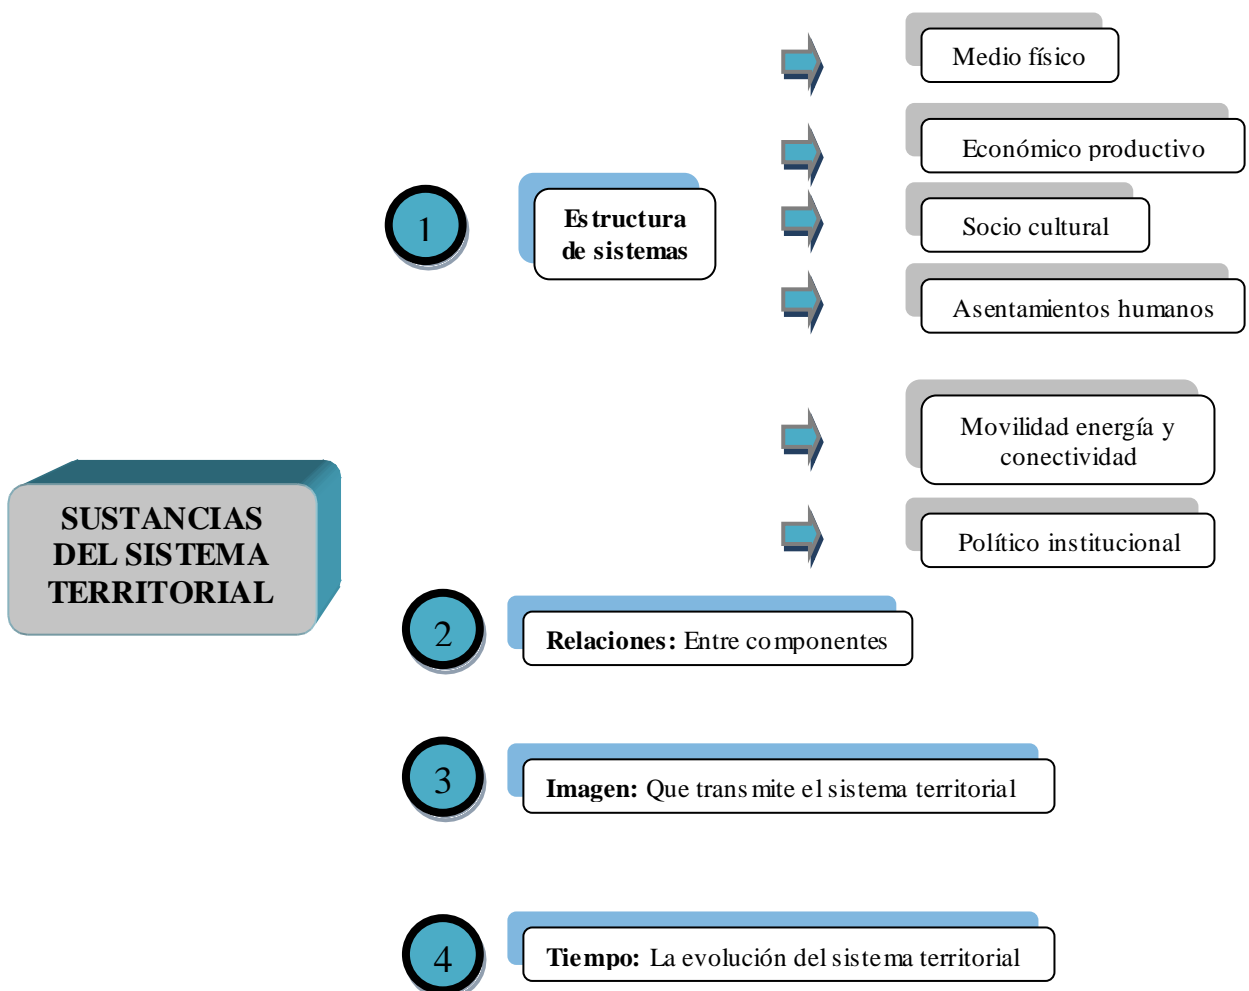 SUSTANCIAS
DEL SISTEMA
TERRITORIAL
1
Estructura
de sistemas
Medio físico
Económico productivo
Socio cultural
Asentamientos humanos
Movilidad energía y
conectividad
Político institucional
2
Relaciones: Entre componentes
3
Imagen: Que transmite el sistema territorial
4
Tiempo: La evolución del sistema territorial